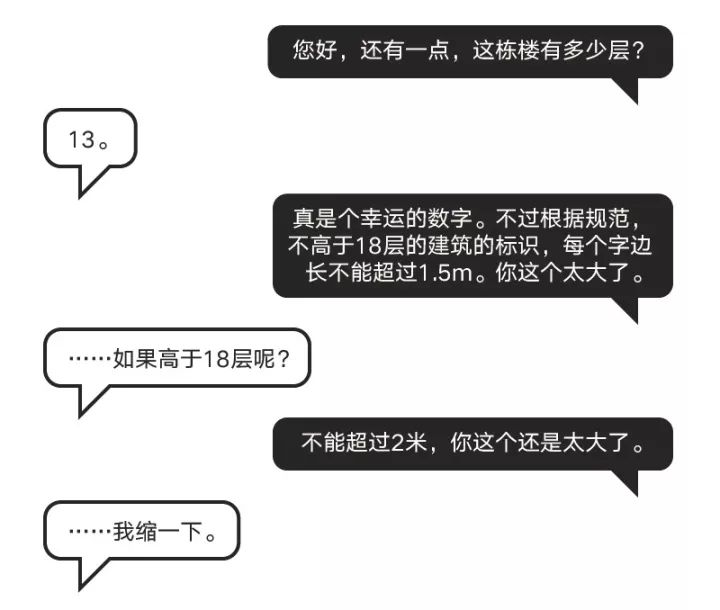 您好，还有一点，这栋楼有多少层？
13。
真是个幸运的数字。不过根据规范，
不高于18层的建筑的标识，每个字边
长不能超过1.5m。你这个太大了。
……如果高于18层呢？
不能超过2米，你这个还是太大了。
……我缩一下。